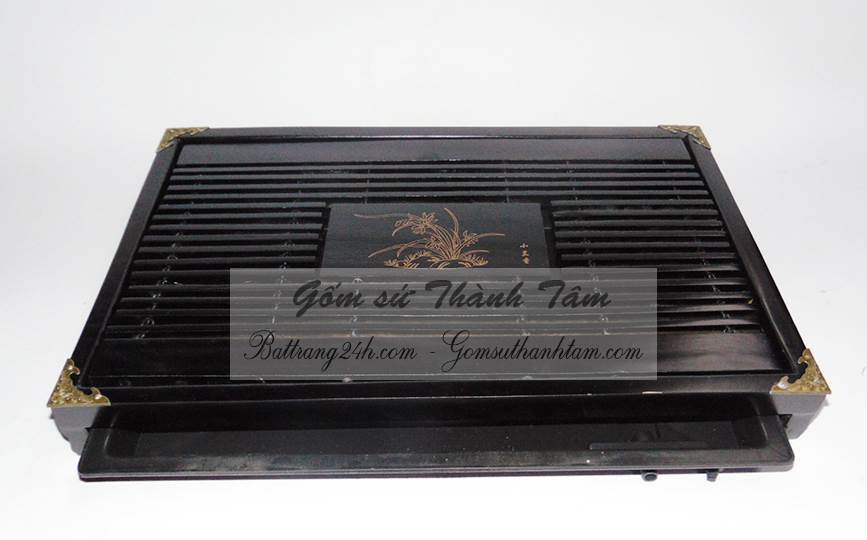 Gốm sứ Thành Tâm
Battrang24h.com - Gomsuthanhtam.com